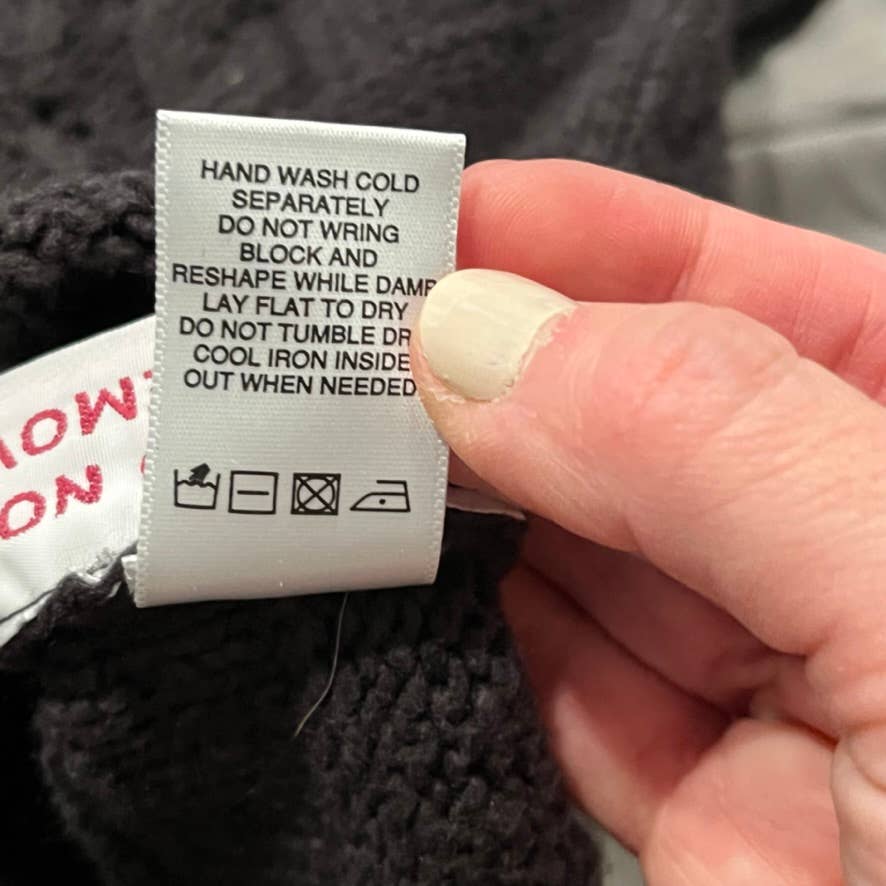 HAND WASH COLD
SEPARATELY
DO NOT WRING
BLOCK AND
RESHAPE WHILE DAMP
LAY FLAT TO DRY
DO NOT TUMBLE DR
COOL IRON INSIDE
OUT WHEN NEEDED
NO